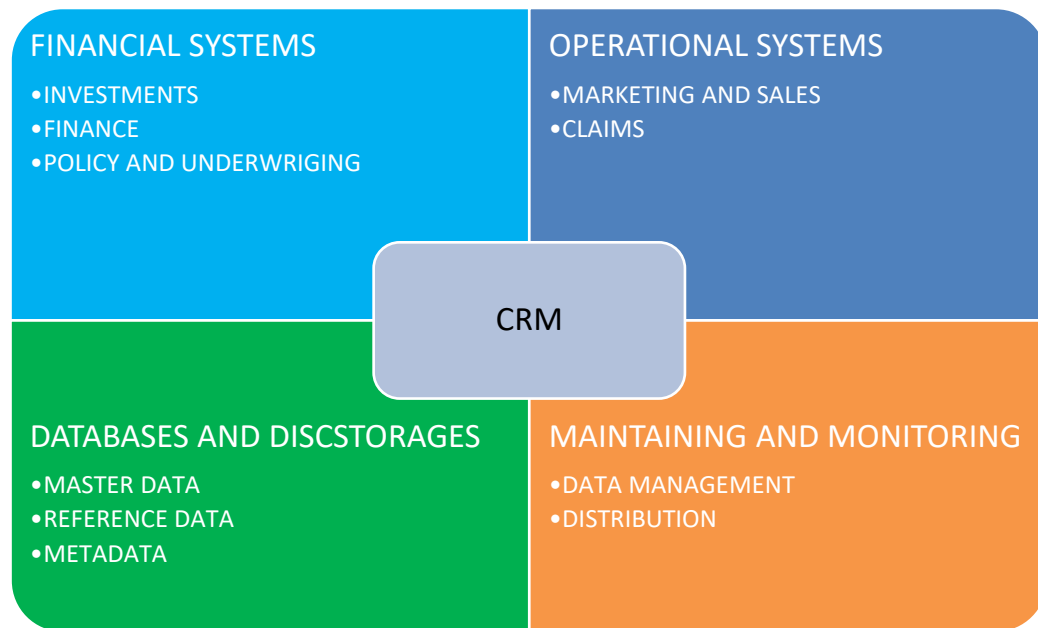 FINANCIAL SYSTEMS
•INVESTMENTS
•FINANCE
•POLICY AND UNDERWRIGING
OPERATIONAL SYSTEMS
•MARKETING AND SALES
•CLAIMS
CRM
DATABASES AND DISCSTORAGES
•MASTER DATA
•REFERENCE DATA
•METADATA
MAINTAINING AND MONITORING
•DATA MANAGEMENT
•DISTRIBUTION